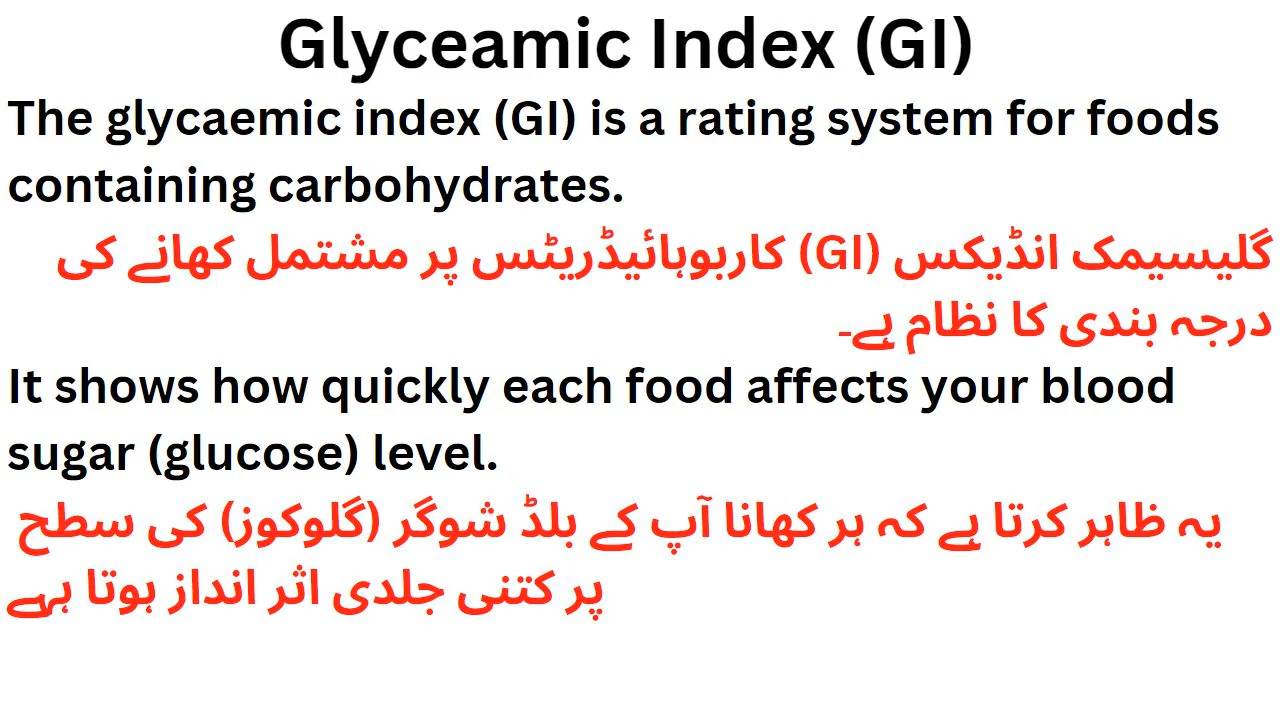 Glyceamic Index (GI)
The glycaemic index (GI) is a rating system for foods
containing carbohydrates.
گلیسیمک انڈیکس (GI) کاربوہائیڈریٹس پر مشتمل کھانے کی
درجہ بندی کا نظام ہے۔
It shows how quickly each food affects your blood
sugar (glucose) level.
یہ ظاہر کرتا ہے کہ ہر کھانا آپ کے بلڈ شوگر (گلوکوز) کی سطح
پر کتنی جلدی اثر انداز ہوتا ہہے